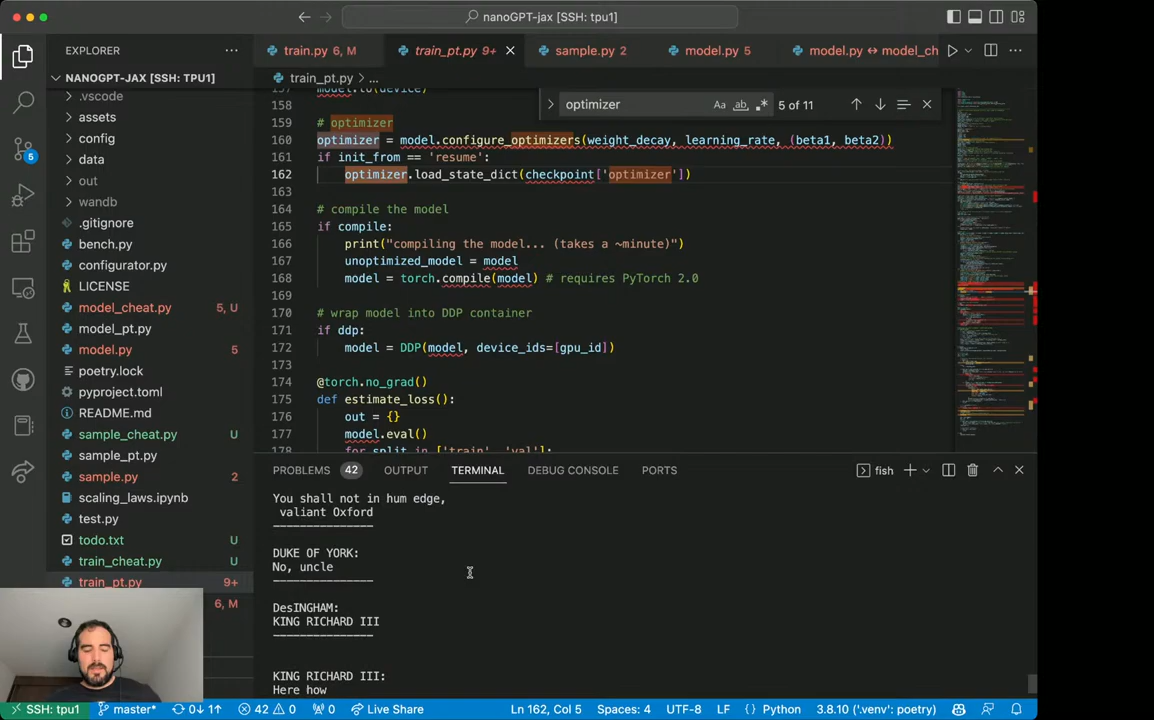 nanoGPT-jax [SSH: tpu1]
EXPLORER
train.py 6, M
train_pt.py 9+
sample.py 2
model.py 5
model.py ↔ model_ch
NANOGPT-JAX [SSH: TPU1]
train_pt.py > ...
.vscode
assets
config
data
out
wandb
.gitignore
bench.py
configurator.py
LICENSE
model_cheat.py 5, U
model_pt.py
model.py 5
poetry.lock
pyproject.toml
README.md
sample_cheat.py U
sample_pt.py
sample.py 2
scaling_laws.ipynb
test.py
todo.txt U
train_cheat.py U
train_pt.py 9+
6, M
5
optimizer
Aa ab .*
5 of 11
157 model.to(device)
158
159 # optimizer
160 optimizer = model.configure_optimizers(weight_decay, learning_rate, (beta1, beta2))
161 if init_from == 'resume':
162 optimizer.load_state_dict(checkpoint['optimizer'])
163
164 # compile the model
165 if compile:
166 print("compiling the model... (takes a ~minute)")
167 unoptimized_model = model
168 model = torch.compile(model) # requires PyTorch 2.0
169
170 # wrap model into DDP container
171 if ddp:
172 model = DDP(model, device_ids=[gpu_id])
173
174 @torch.no_grad()
175 def estimate_loss():
176 out = {}
177 model.eval()
178 for split in ['train', 'val']:
PROBLEMS 42 OUTPUT TERMINAL DEBUG CONSOLE PORTS
fish
You shall not in hum edge,
valiant Oxford
---------------
DUKE OF YORK:
No, uncle
---------------
DesINGHAM:
KING RICHARD III
---------------
KING RICHARD III:
Here how
SSH: tpu1 master* 0↓ 1↑ 42 0 0 Live Share Ln 162, Col 5 Spaces: 4 UTF-8 LF { } Python 3.8.10 ('.venv': poetry)